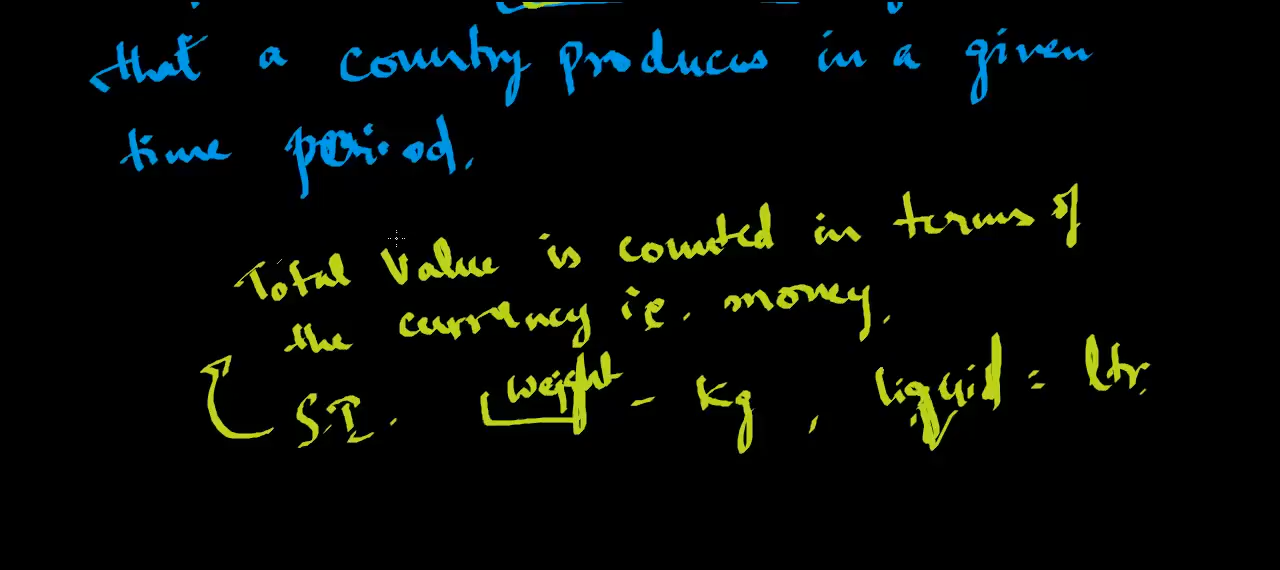 that a country produces in a given
time period.
Total Value is counted in terms of
the currency ie. money.
S.I. weight - Kg, liquid = ltr.